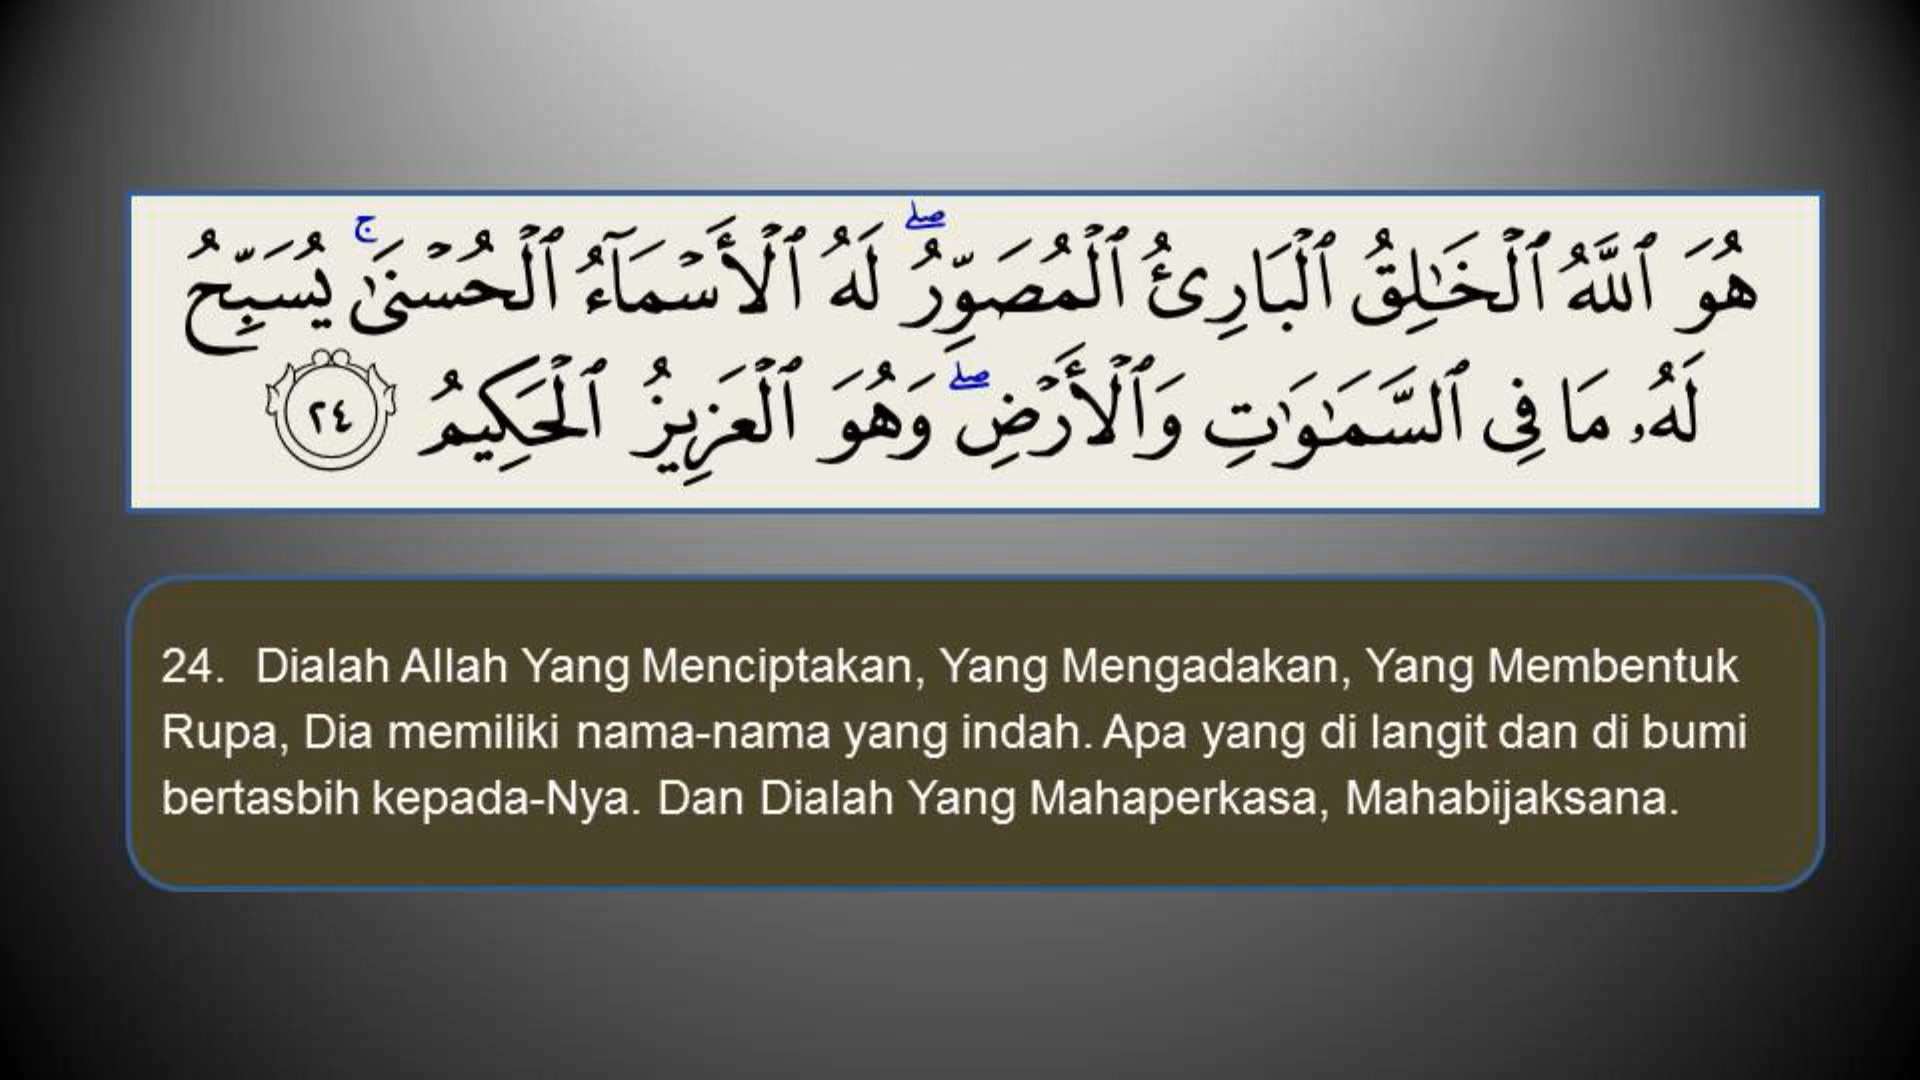 هُوَ ٱللَّهُ ٱلْخَـٰلِقُ ٱلْبَارِئُ ٱلْمُصَوِّرُ ۖ لَهُ ٱلْأَسْمَآءُ ٱلْحُسْنَىٰ ۚ يُسَبِّحُ
لَهُۥ مَا فِى ٱلسَّمَـٰوَٰتِ وَٱلْأَرْضِ ۖ وَهُوَ ٱلْعَزِيزُ ٱلْحَكِيمُ ٢٤
24. Dialah Allah Yang Menciptakan, Yang Mengadakan, Yang Membentuk
Rupa, Dia memiliki nama-nama yang indah. Apa yang di langit dan di bumi
bertasbih kepada-Nya. Dan Dialah Yang Mahaperkasa, Mahabijaksana.